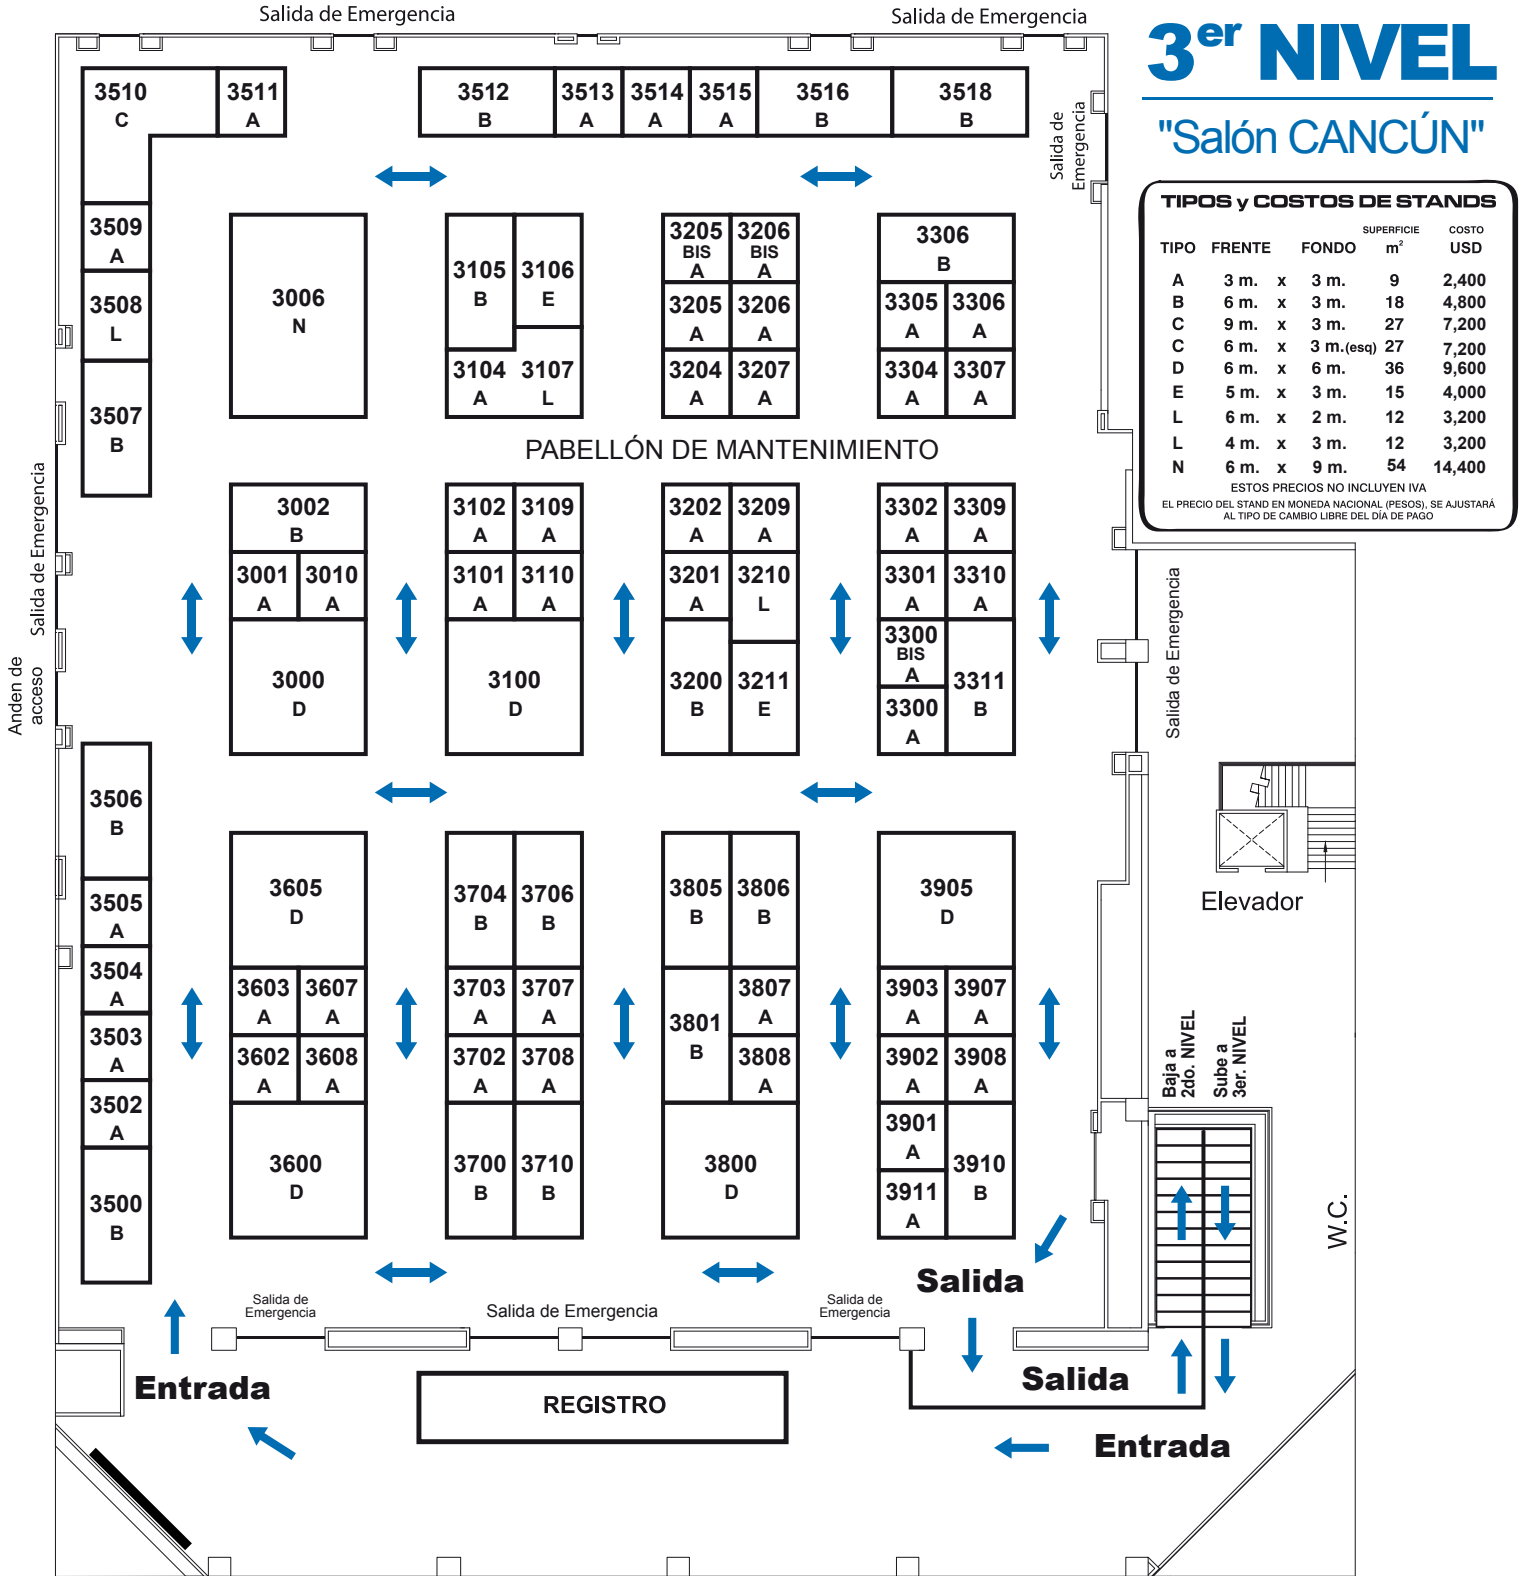 Salida de Emergencia
Salida de Emergencia
3er NIVEL
"Salón CANCÚN"
TIPOS y COSTOS DE STANDS
SUPERFICIE COSTO
TIPO FRENTE FONDO m² USD
A 3 m. x 3 m. 9 2,400
B 6 m. x 3 m. 18 4,800
C 9 m. x 3 m. 27 7,200
C 6 m. x 3 m.(esq) 27 7,200
D 6 m. x 6 m. 36 9,600
E 5 m. x 3 m. 15 4,000
L 6 m. x 2 m. 12 3,200
L 4 m. x 3 m. 12 3,200
N 6 m. x 9 m. 54 14,400
ESTOS PRECIOS NO INCLUYEN IVA
EL PRECIO DEL STAND EN MONEDA NACIONAL (PESOS), SE AJUSTARÁ
AL TIPO DE CAMBIO LIBRE DEL DÍA DE PAGO
3510
C
3511
A
3512
B
3513
A
3514
A
3515
A
3516
B
3518
B
Salida de
Emergencia
3509
A
3508
L
3507
B
3006
N
3105
B
3106
E
3104
A
3107
L
3205
BIS
A
3206
BIS
A
3205
A
3206
A
3204
A
3207
A
3306
B
3305
A
3306
A
3304
A
3307
A
PABELLÓN DE MANTENIMIENTO
Salida de Emergencia
Anden de
acceso
3002
B
3001
A
3010
A
3000
D
3102
A
3109
A
3101
A
3110
A
3100
D
3202
A
3209
A
3201
A
3210
L
3200
B
3211
E
3302
A
3309
A
3301
A
3310
A
3300
BIS
A
3300
A
3311
B
Salida de Emergencia
3506
B
3505
A
3504
A
3503
A
3502
A
3500
B
3605
D
3603
A
3607
A
3602
A
3608
A
3600
D
3704
B
3706
B
3703
A
3707
A
3702
A
3708
A
3700
B
3710
B
3805
B
3806
B
3801
B
3807
A
3808
A
3800
D
3905
D
3903
A
3907
A
3902
A
3908
A
3901
A
3911
A
3910
B
Elevador
Baja a
2do. NIVEL
Sube a
3er. NIVEL
W.C.
Salida
Salida de
Emergencia
Salida de Emergencia
Salida de
Emergencia
Entrada
Salida
REGISTRO
Entrada